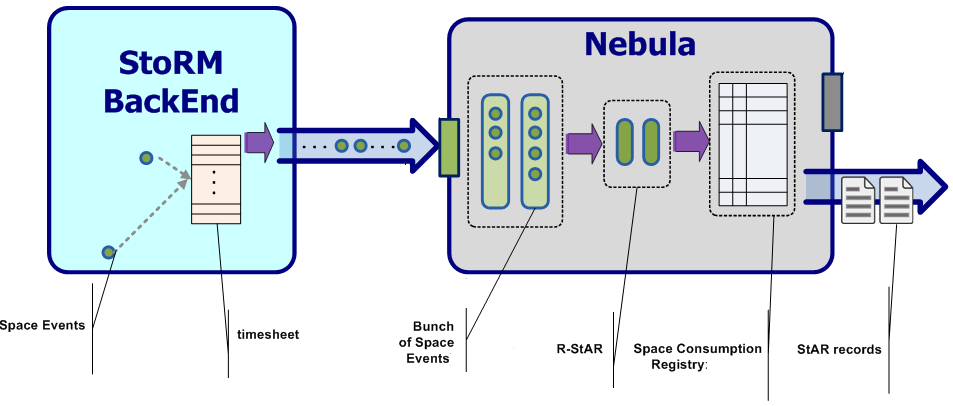 StoRM
BackEnd
Nebula
Space Events
timesheet
Bunch
of Space
Events
R-StAR
Space Consumption
Registry:
StAR records